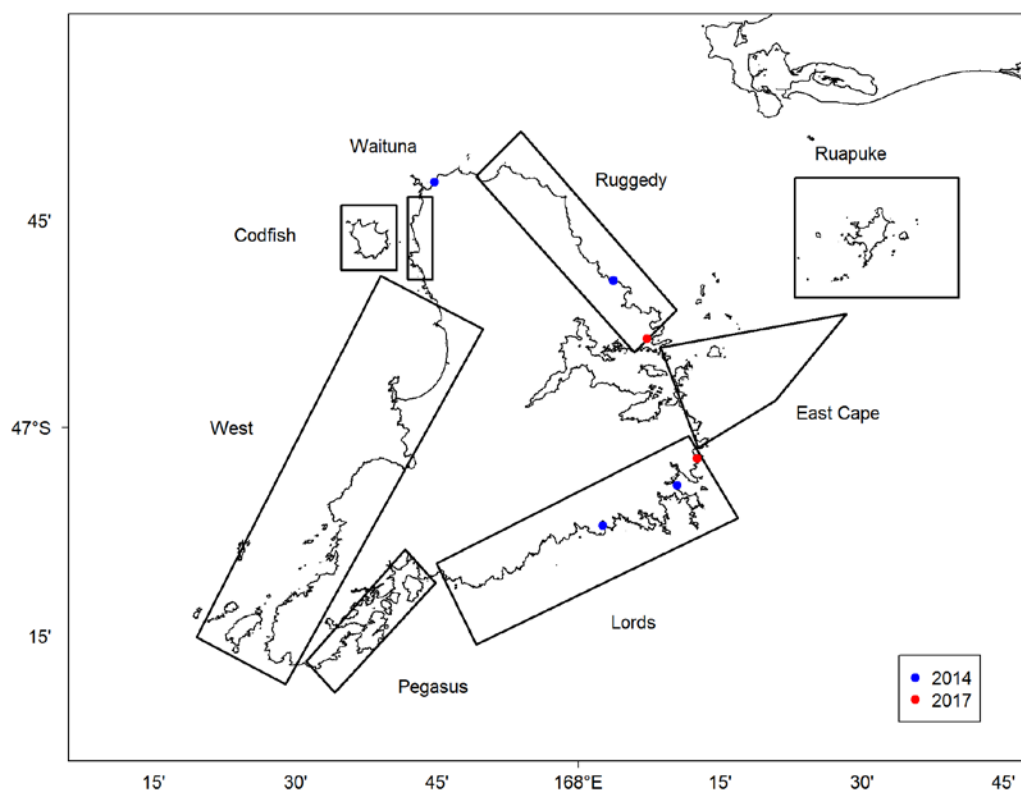 Waituna
Ruapuke
Ruggedy
45'
Codfish
East Cape
West
47°S
Lords
15'
Pegasus
2014
2017
15'
30'
45'
168°E
15'
30'
45'